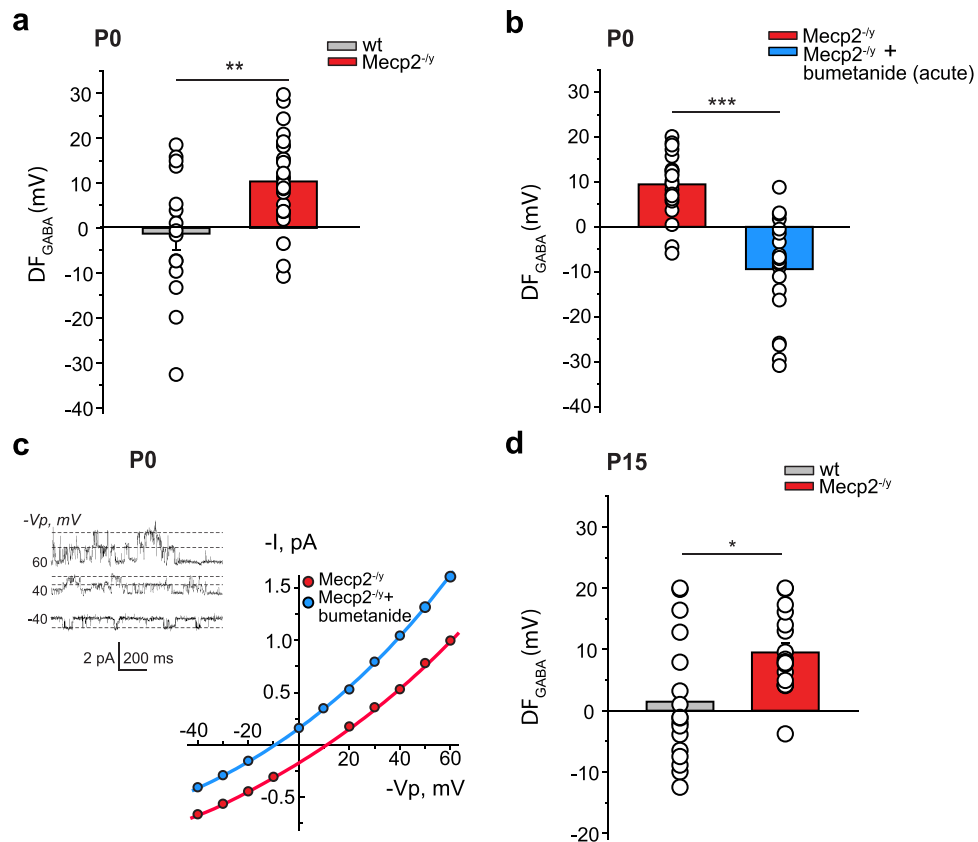 a
P0
wt
Mecp2-/y
**
30
20
10
0
-10
-20
-30
-40
DFGABA (mV)
b
P0
Mecp2-/y
Mecp2-/y +
bumetanide (acute)
***
30
20
10
0
-10
-20
-30
-40
DFGABA (mV)
c
P0
-Vp, mV
60
40
-40
2 pA
200 ms
-I, pA
Mecp2-/y
Mecp2-/y+
bumetanide
1.5
1.0
0.5
-0.5
-40 -20 20 40 60
-Vp, mV
d
P15
wt
Mecp2-/y
*
30
20
10
0
-10
-20
DFGABA (mV)